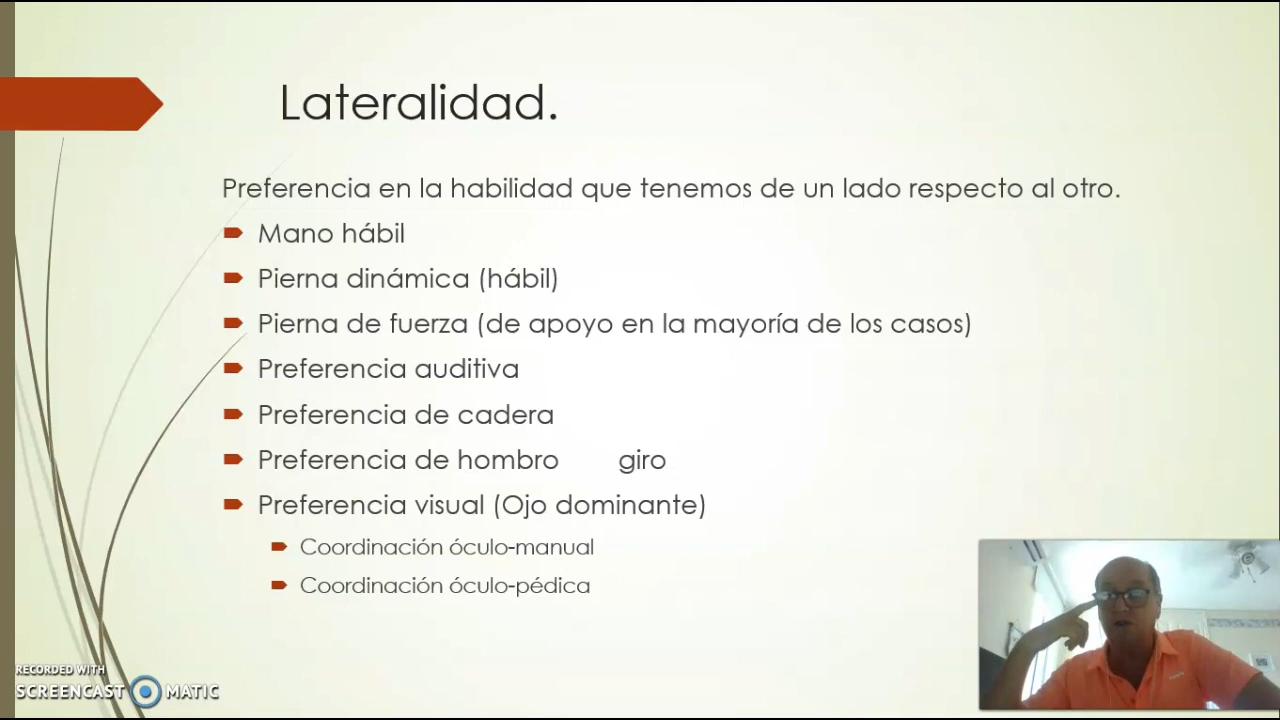 Lateralidad.
Preferencia en la habilidad que tenemos de un lado respecto al otro.
Mano hábil
Pierna dinámica (hábil)
Pierna de fuerza (de apoyo en la mayoría de los casos)
Preferencia auditiva
Preferencia de cadera
Preferencia de hombro giro
Preferencia visual (Ojo dominante)
Coordinación óculo-manual
Coordinación óculo-pédica
RECORDED WITH
SCREENCAST MATIC